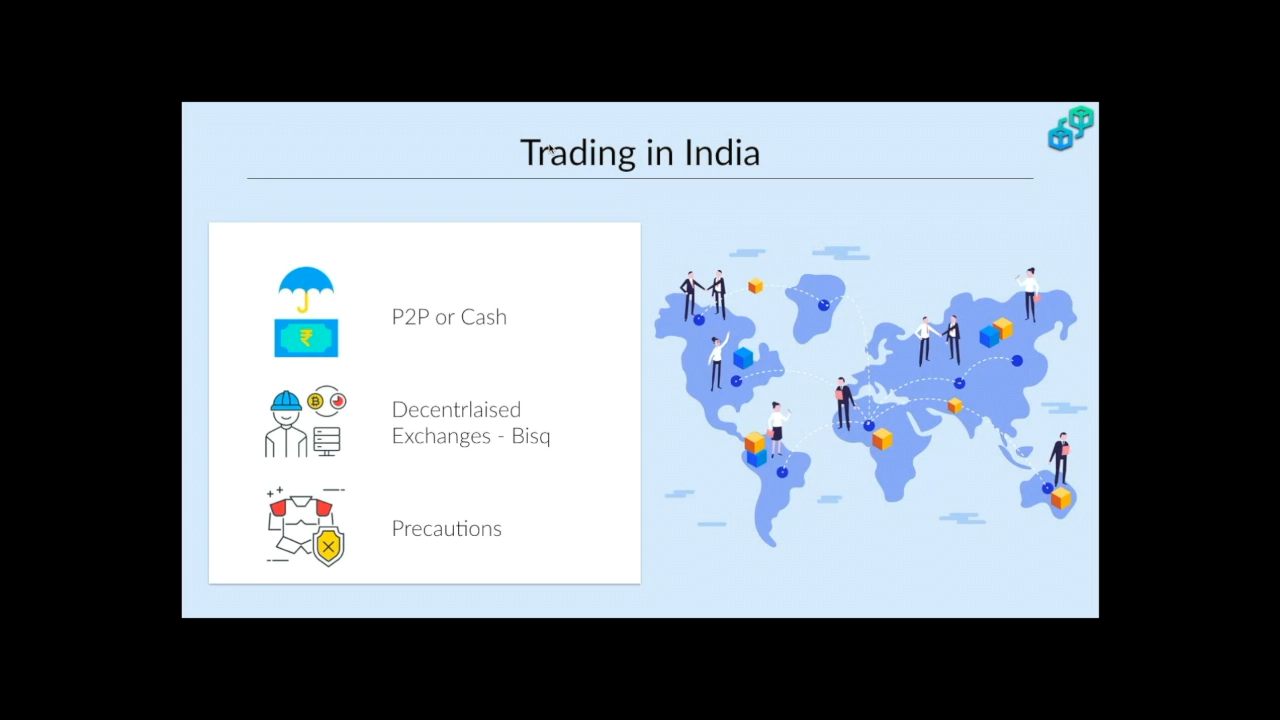 Trading in India
₹
P2P or Cash
Decentrlaised
Exchanges - Bisq
Precautions